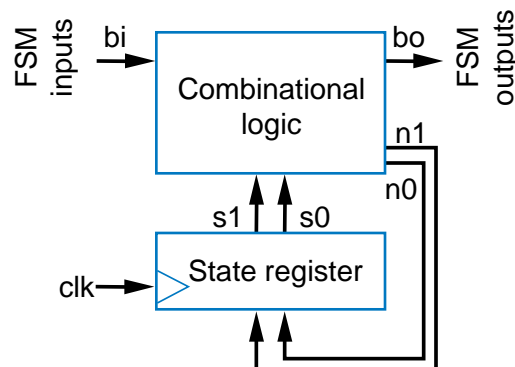 FSM
inputs
bi
Combinational
logic
bo
FSM
outputs
n1
n0
s1
s0
clk
State register